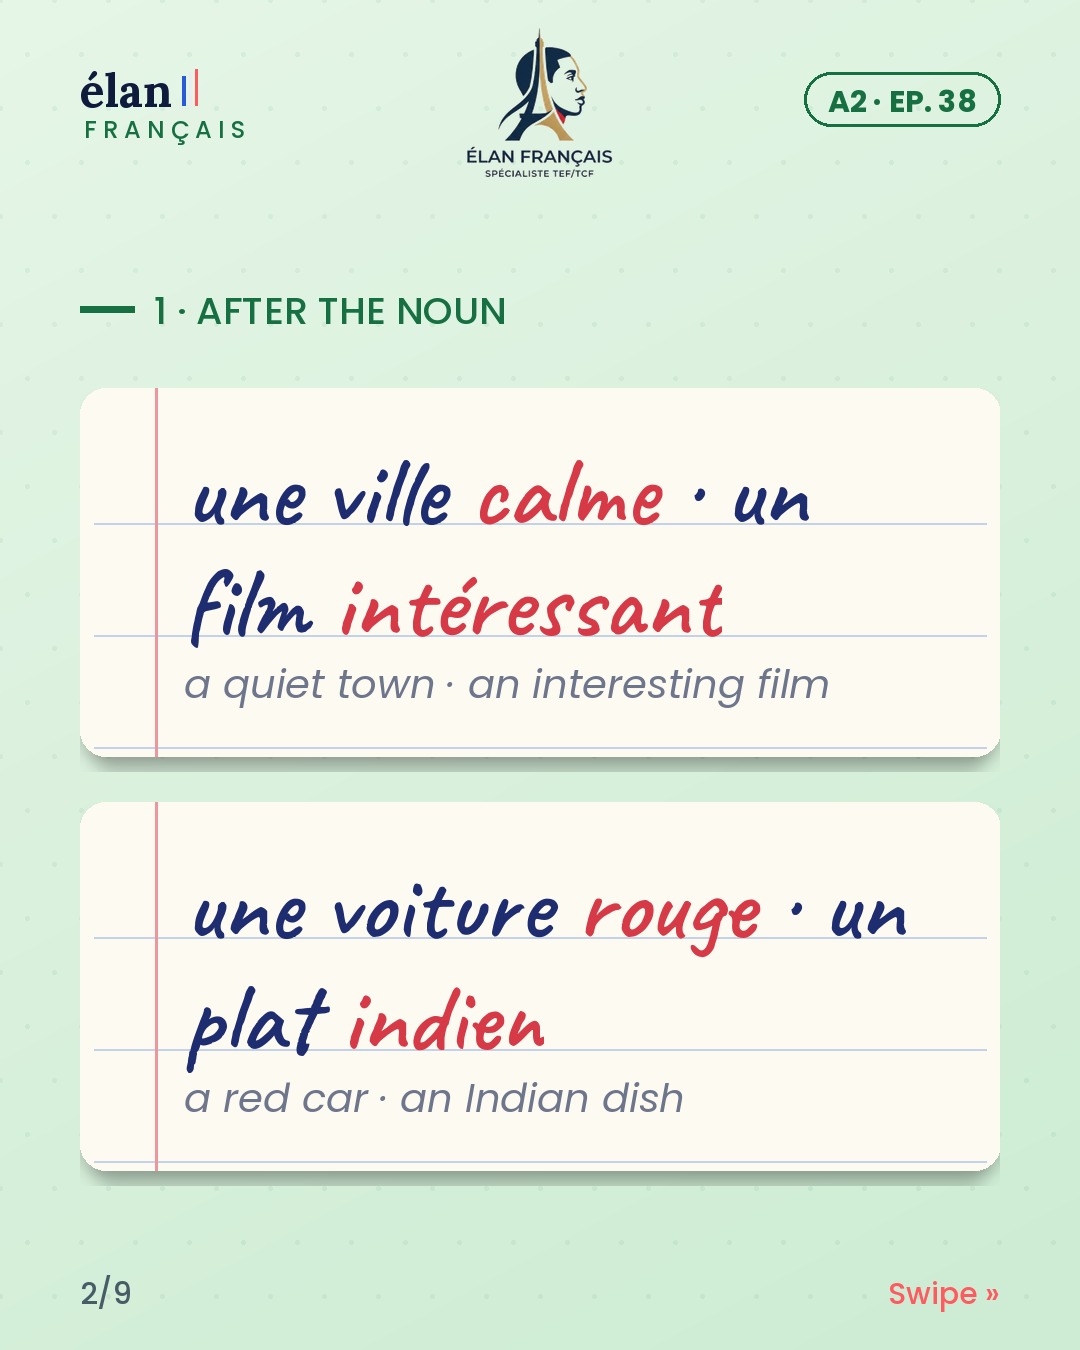 élan
FRANÇAIS
ÉLAN FRANÇAIS
SPÉCIALISTE TEF/TCF
A2 · EP. 38
1 · AFTER THE NOUN
une ville calme · un
film intéressant
a quiet town · an interesting film
une voiture rouge · un
plat indien
a red car · an Indian dish
2/9
Swipe »